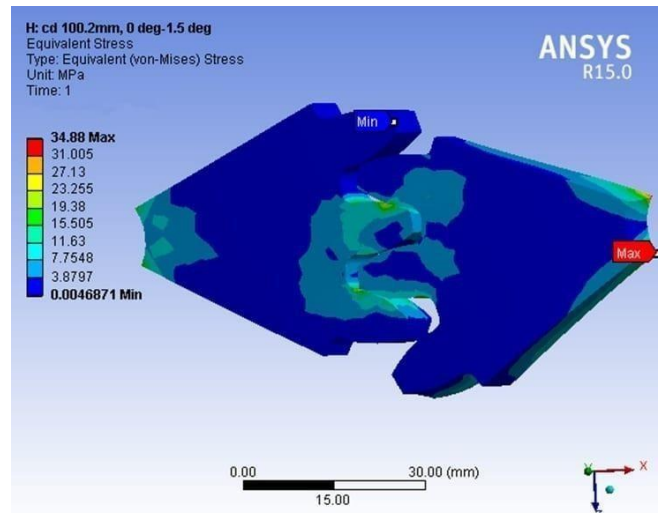 H: cd 100.2mm, 0 deg-1.5 deg
Equivalent Stress
Type: Equivalent (von-Mises) Stress
Unit: MPa
Time: 1
ANSYS
R15.0
34.88 Max
31.005
27.13
23.255
19.38
15.505
11.63
7.7548
3.8797
0.0046871 Min
Min
Max
0.00
30.00 (mm)
15.00
Y
X